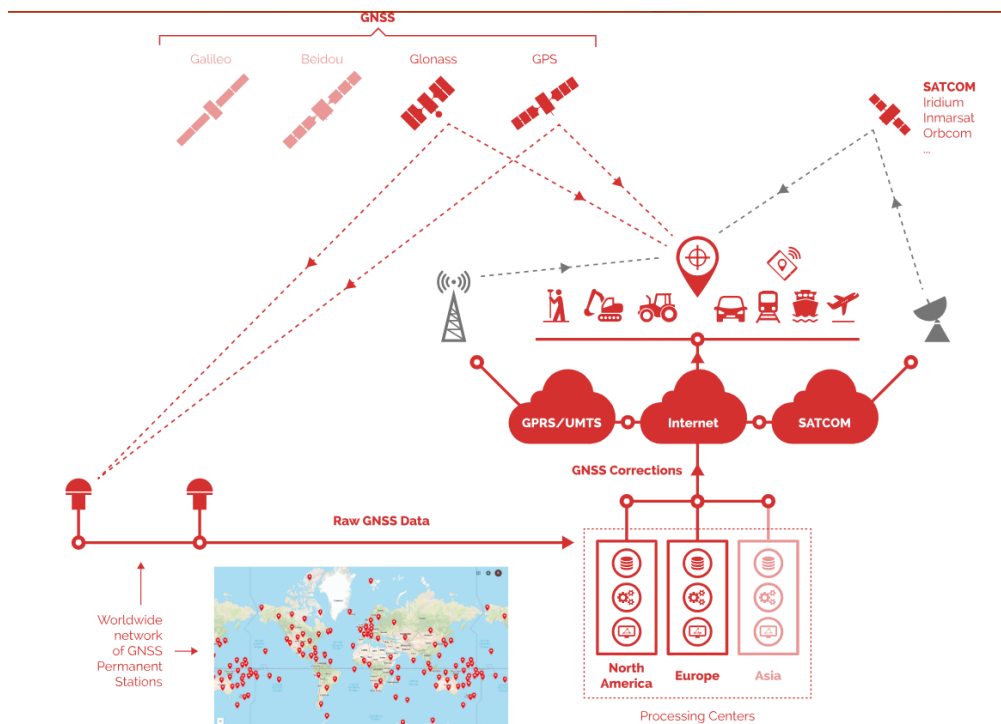 GNSS
Galileo
Beidou
Glonass
GPS
SATCOM
Iridium
Inmarsat
Orbcom
...
GPRS/UMTS
Internet
SATCOM
GNSS Corrections
Raw GNSS Data
Worldwide
network
of GNSS
Permanent
Stations
North
America
Europe
Asia
Processing Centers